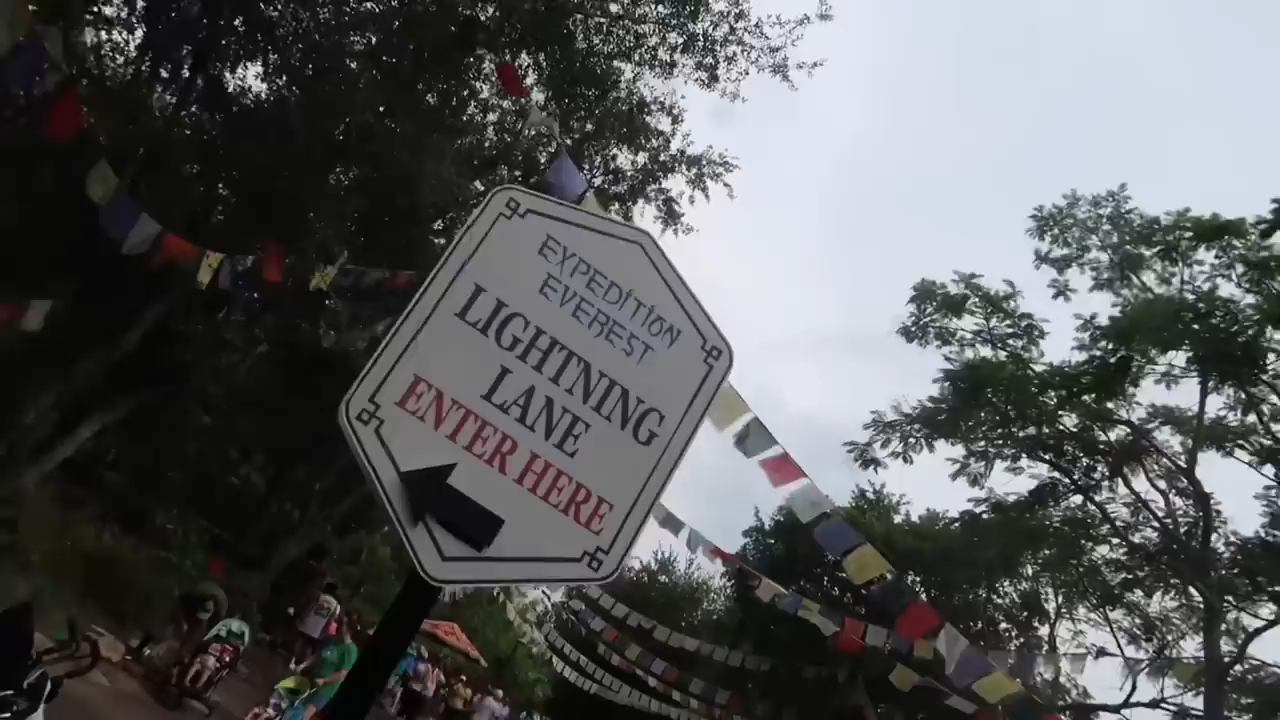 EXPEDITION
EVEREST
LIGHTNING
LANE
ENTER HERE